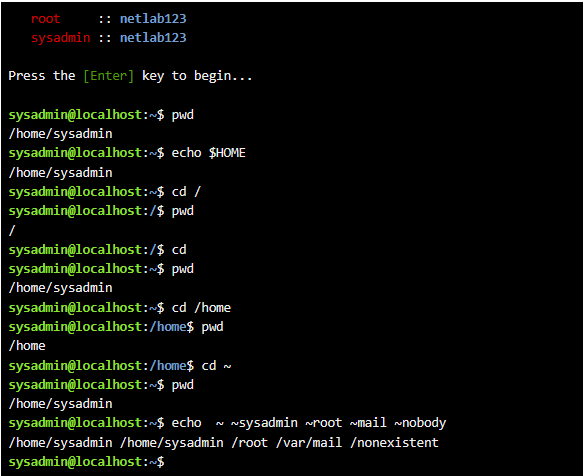 root     :: netlab123
sysadmin :: netlab123
Press the [Enter] key to begin...
sysadmin@localhost:~$ pwd
/home/sysadmin
sysadmin@localhost:~$ echo $HOME
/home/sysadmin
sysadmin@localhost:~$ cd /
sysadmin@localhost:/$ pwd
/
sysadmin@localhost:/$ cd
sysadmin@localhost:~$ pwd
/home/sysadmin
sysadmin@localhost:~$ cd /home
sysadmin@localhost:/home$ pwd
/home
sysadmin@localhost:/home$ cd ~
sysadmin@localhost:~$ pwd
/home/sysadmin
sysadmin@localhost:~$ echo  ~ ~sysadmin ~root ~mail ~nobody
/home/sysadmin /home/sysadmin /root /var/mail /nonexistent
sysadmin@localhost:~$